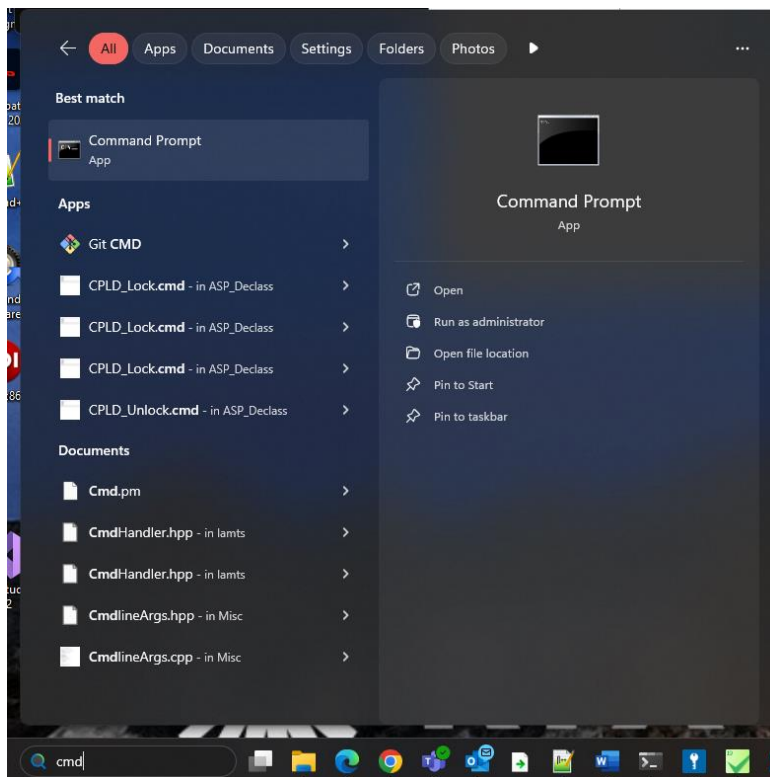 All Apps Documents Settings Folders Photos
Best match
Command Prompt
App
Apps
Git CMD
CPLD_Lock.cmd - in ASP_Declass
CPLD_Lock.cmd - in ASP_Declass
CPLD_Lock.cmd - in ASP_Declass
CPLD_Unlock.cmd - in ASP_Declass
Documents
Cmd.pm
CmdHandler.hpp - in Iamts
CmdHandler.hpp - in Iamts
CmdlineArgs.hpp - in Misc
CmdlineArgs.cpp - in Misc
Command Prompt
App
Open
Run as administrator
Open file location
Pin to Start
Pin to taskbar
cmd